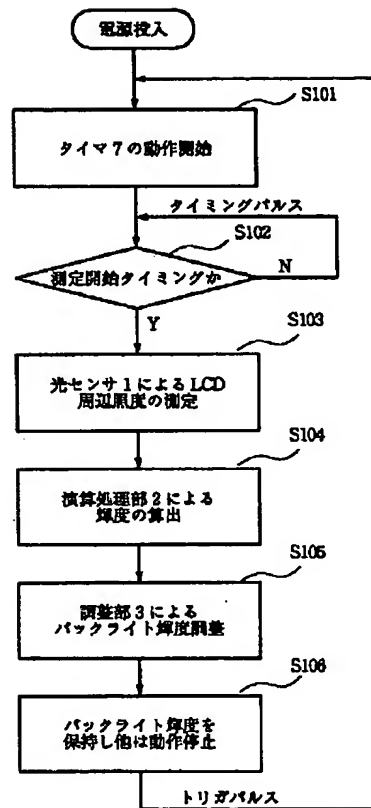 電源投入
S101
タイマ7の動作開始
タイミングパルス
S102
測定開始タイミングか
N
Y
S103
光センサ1によるLCD
周辺照度の測定
S104
演算処理部2による
輝度の算出
S105
調整部3による
バックライト輝度調整
S106
バックライト輝度を
保持し他は動作停止
トリガパルス